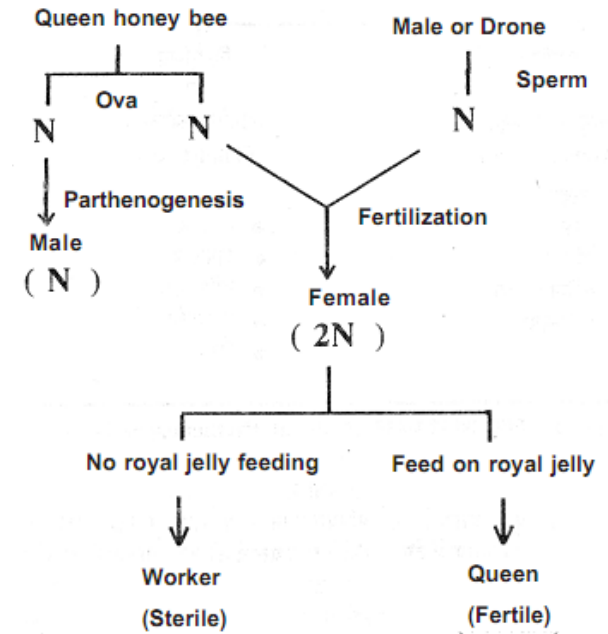 Queen honey bee
Male or Drone
Ova
Sperm
N
N
N
Parthenogenesis
Fertilization
Male
( N )
Female
( 2N )
No royal jelly feeding
Feed on royal jelly
Worker
(Sterile)
Queen
(Fertile)